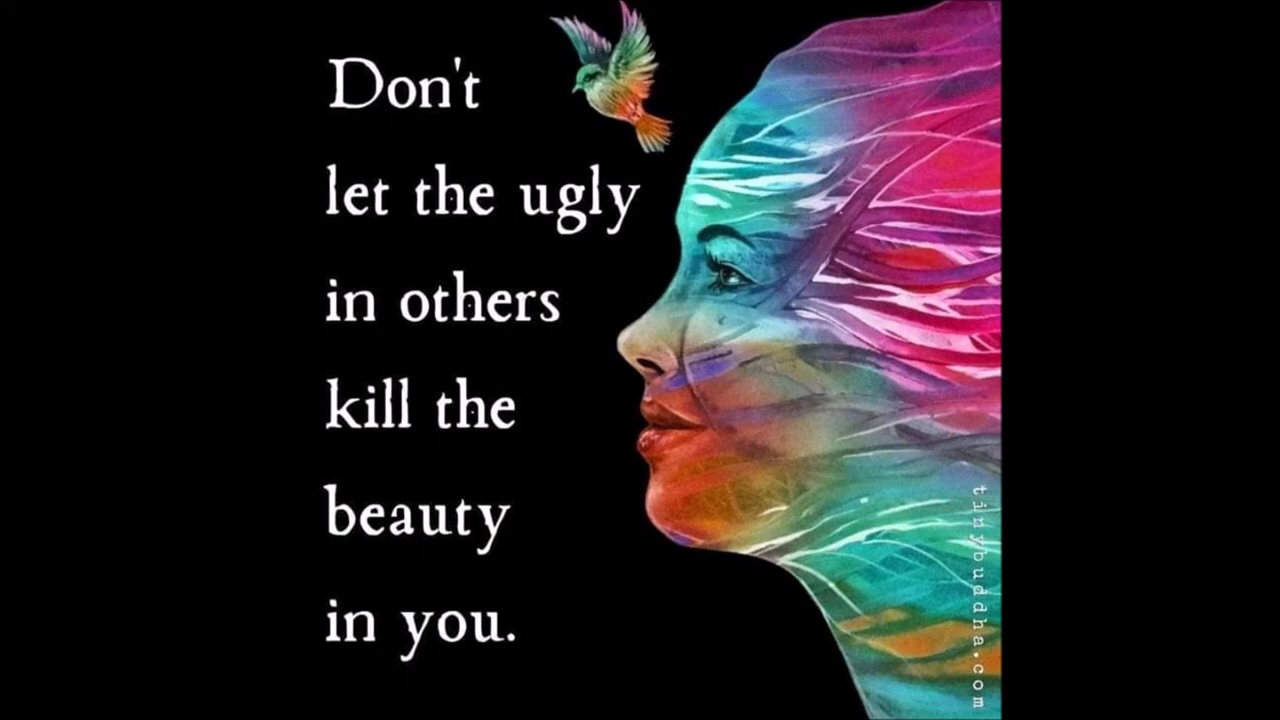 Don't
let the ugly
in others
kill the
beauty
in you.
tinybuddha.com